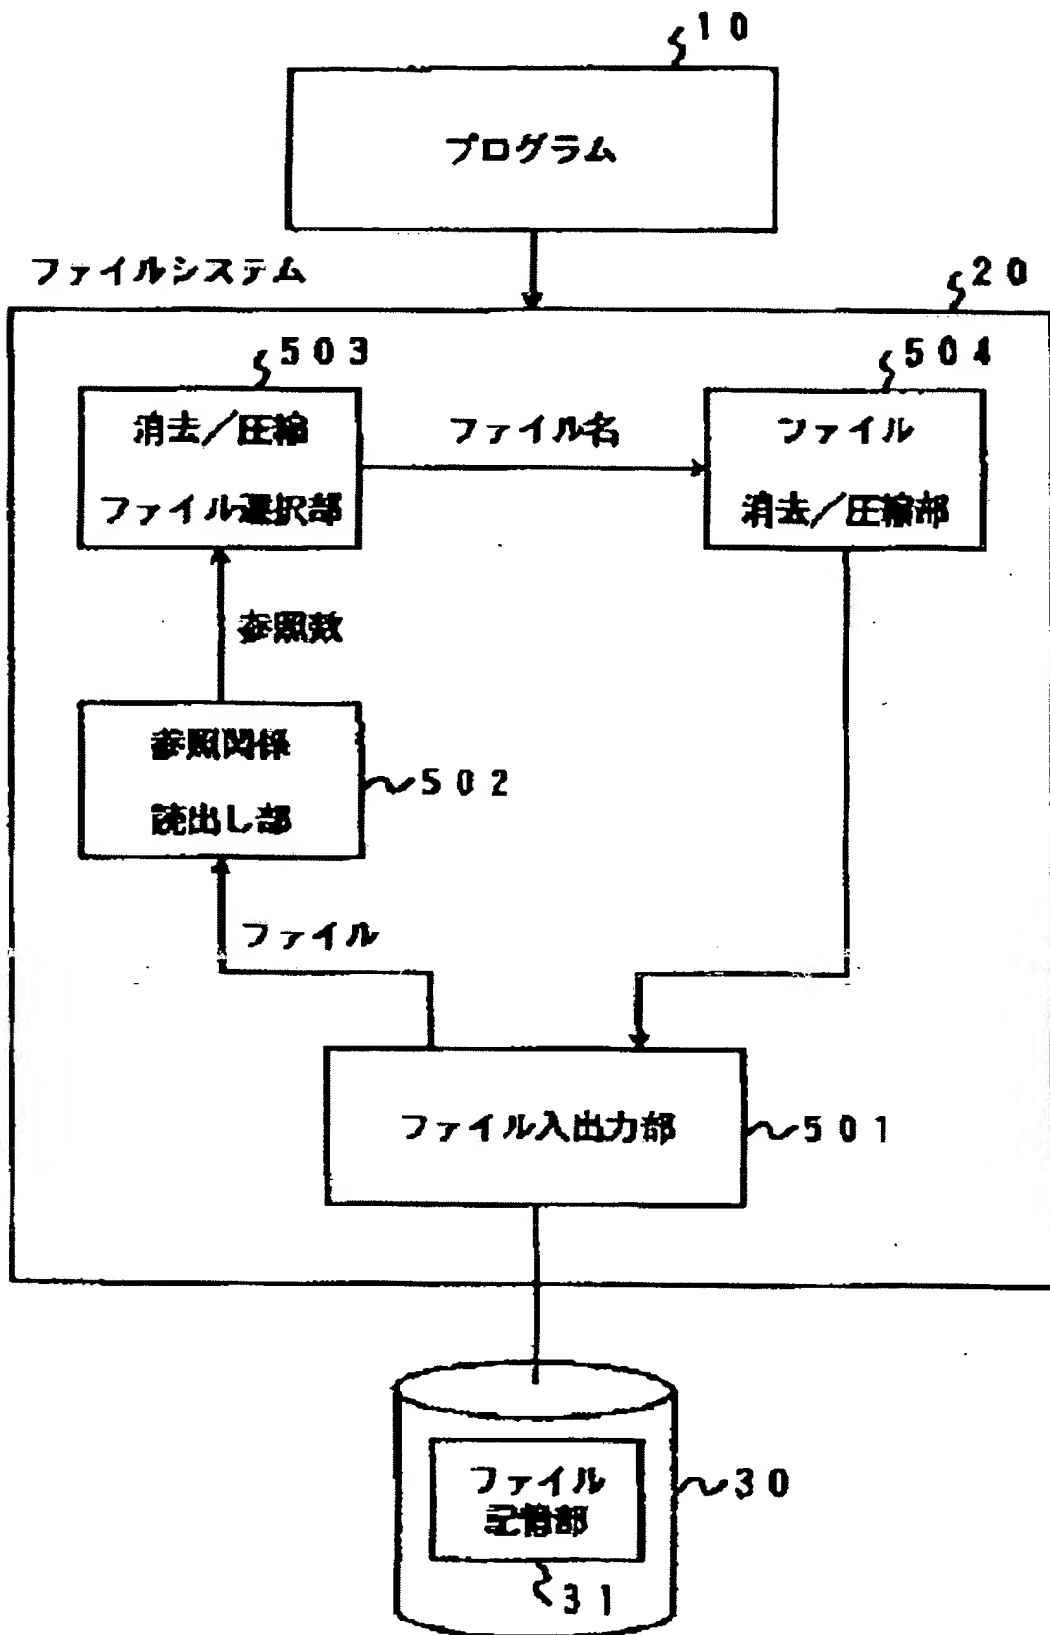 10
プログラム
ファイルシステム
20
503
504
消去／圧縮
ファイル選択部
ファイル名
ファイル
消去／圧縮部
参照数
参照関係
読出し部
502
ファイル
ファイル入出力部
501
ファイル
記憶部
30
31